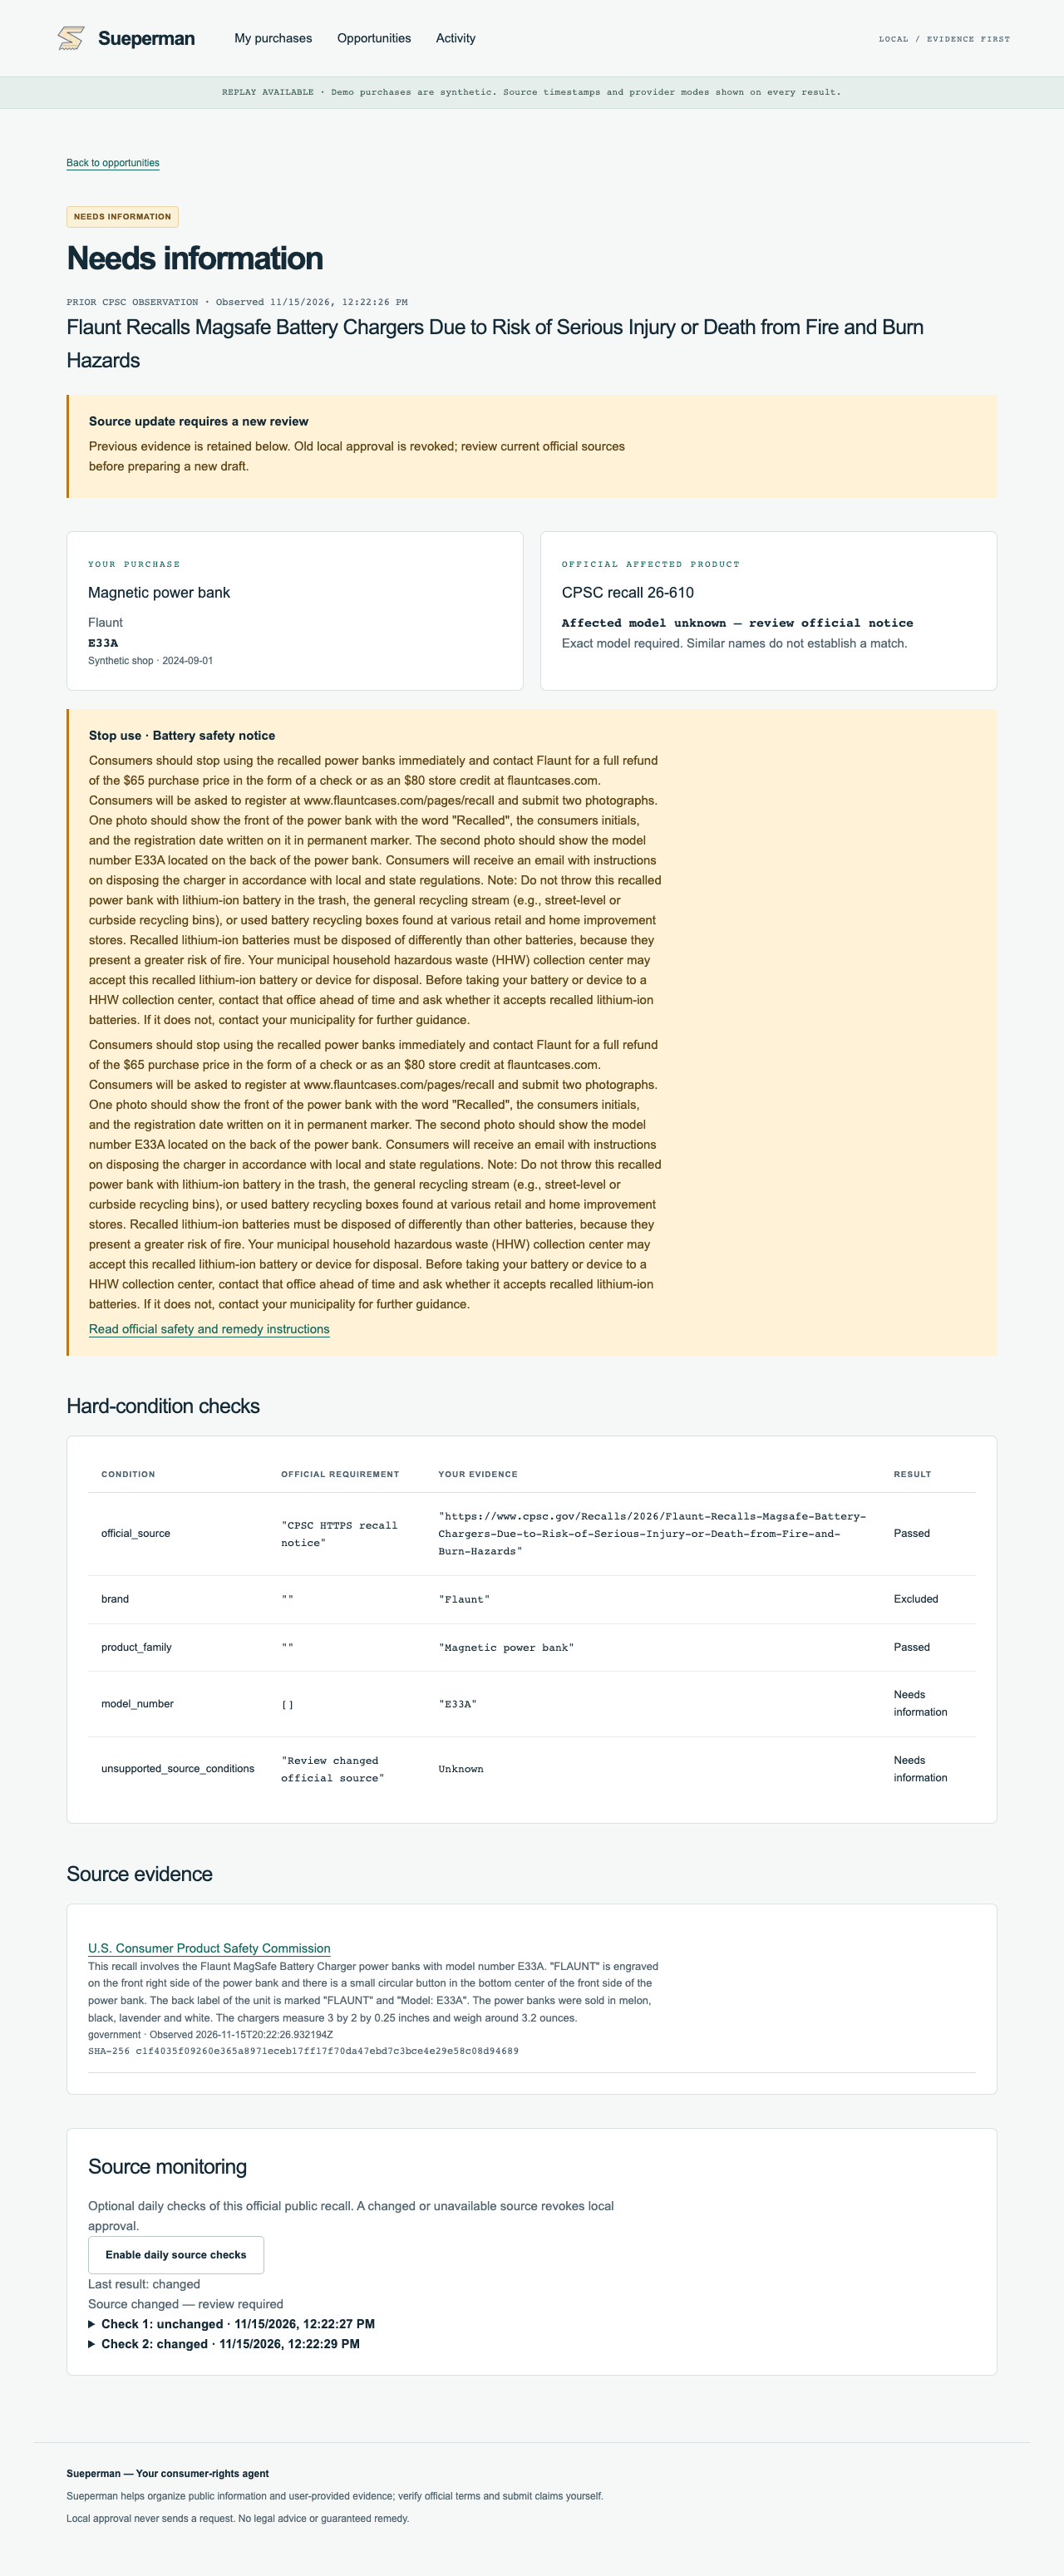 Sueperman
My purchases
Opportunities
Activity
LOCAL / EVIDENCE FIRST
REPLAY AVAILABLE · Demo purchases are synthetic. Source timestamps and provider modes shown on every result.
Back to opportunities
NEEDS INFORMATION
Needs information
PRIOR CPSC OBSERVATION · Observed 11/15/2026, 12:22:26 PM
Flaunt Recalls Magsafe Battery Chargers Due to Risk of Serious Injury or Death from Fire and Burn
Hazards
Source update requires a new review
Previous evidence is retained below. Old local approval is revoked; review current official sources
before preparing a new draft.
YOUR PURCHASE
Magnetic power bank
Flaunt
E33A
Synthetic shop · 2024-09-01
OFFICIAL AFFECTED PRODUCT
CPSC recall 26-610
Affected model unknown — review official notice
Exact model required. Similar names do not establish a match.
Stop use · Battery safety notice
Consumers should stop using the recalled power banks immediately and contact Flaunt for a full refund
of the $65 purchase price in the form of a check or as an $80 store credit at flauntcases.com.
Consumers will be asked to register at www.flauntcases.com/pages/recall and submit two photographs.
One photo should show the front of the power bank with the word "Recalled", the consumers initials,
and the registration date written on it in permanent marker. The second photo should show the model
number E33A located on the back of the power bank. Consumers will receive an email with instructions
on disposing the charger in accordance with local and state regulations. Note: Do not throw this recalled
power bank with lithium-ion battery in the trash, the general recycling stream (e.g., street-level or
curbside recycling bins), or used battery recycling boxes found at various retail and home improvement
stores. Recalled lithium-ion batteries must be disposed of differently than other batteries, because they
present a greater risk of fire. Your municipal household hazardous waste (HHW) collection center may
accept this recalled lithium-ion battery or device for disposal. Before taking your battery or device to a
HHW collection center, contact that office ahead of time and ask whether it accepts recalled lithium-ion
batteries. If it does not, contact your municipality for further guidance.
Consumers should stop using the recalled power banks immediately and contact Flaunt for a full refund
of the $65 purchase price in the form of a check or as an $80 store credit at flauntcases.com.
Consumers will be asked to register at www.flauntcases.com/pages/recall and submit two photographs.
One photo should show the front of the power bank with the word "Recalled", the consumers initials,
and the registration date written on it in permanent marker. The second photo should show the model
number E33A located on the back of the power bank. Consumers will receive an email with instructions
on disposing the charger in accordance with local and state regulations. Note: Do not throw this recalled
power bank with lithium-ion battery in the trash, the general recycling stream (e.g., street-level or
curbside recycling bins), or used battery recycling boxes found at various retail and home improvement
stores. Recalled lithium-ion batteries must be disposed of differently than other batteries, because they
present a greater risk of fire. Your municipal household hazardous waste (HHW) collection center may
accept this recalled lithium-ion battery or device for disposal. Before taking your battery or device to a
HHW collection center, contact that office ahead of time and ask whether it accepts recalled lithium-ion
batteries. If it does not, contact your municipality for further guidance.
Read official safety and remedy instructions
Hard-condition checks
CONDITION OFFICIAL REQUIREMENT YOUR EVIDENCE RESULT
official_source
"CPSC HTTPS recall
notice"
"https://www.cpsc.gov/Recalls/2026/Flaunt-Recalls-Magsafe-Battery-
Chargers-Due-to-Risk-of-Serious-Injury-or-Death-from-Fire-and-
Burn-Hazards"
Passed
brand "" "Flaunt" Excluded
product_family "" "Magnetic power bank" Passed
model_number [] "E33A"
Needs
information
unsupported_source_conditions
"Review changed
official source"
Unknown
Needs
information
Source evidence
U.S. Consumer Product Safety Commission
This recall involves the Flaunt MagSafe Battery Charger power banks with model number E33A. "FLAUNT" is engraved
on the front right side of the power bank and there is a small circular button in the bottom center of the front side of the
power bank. The back label of the unit is marked "FLAUNT" and "Model: E33A". The power banks were sold in melon,
black, lavender and white. The chargers measure 3 by 2 by 0.25 inches and weigh around 3.2 ounces.
government · Observed 2026-11-15T20:22:26.932194Z
SHA-256 c1f4035f09260e365a8971eceb17ff17f70da47ebd7c3bce4e29e58c08d94689
Source monitoring
Optional daily checks of this official public recall. A changed or unavailable source revokes local
approval.
Enable daily source checks
Last result: changed
Source changed — review required
Check 1: unchanged · 11/15/2026, 12:22:27 PM
Check 2: changed · 11/15/2026, 12:22:29 PM
Sueperman — Your consumer-rights agent
Sueperman helps organize public information and user-provided evidence; verify official terms and submit claims yourself.
Local approval never sends a request. No legal advice or guaranteed remedy.